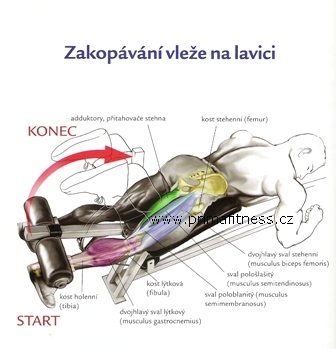 Zakopávání vleže na lavici
adduktory, přitahovače stehna
kost stehenní (femur)
KONEC
www.primafitness.cz
dvojhlavý sval stehenní
(musculus biceps femoris)
sval pološlašitý
(musculus semi-tendinosus)
sval poloblanitý (musculus
semimembranosus)
kost lýtková
(fibula)
kost holenní
(tibia)
dvojhlavý sval lýtkový
(musculus gastrocnemius)
START